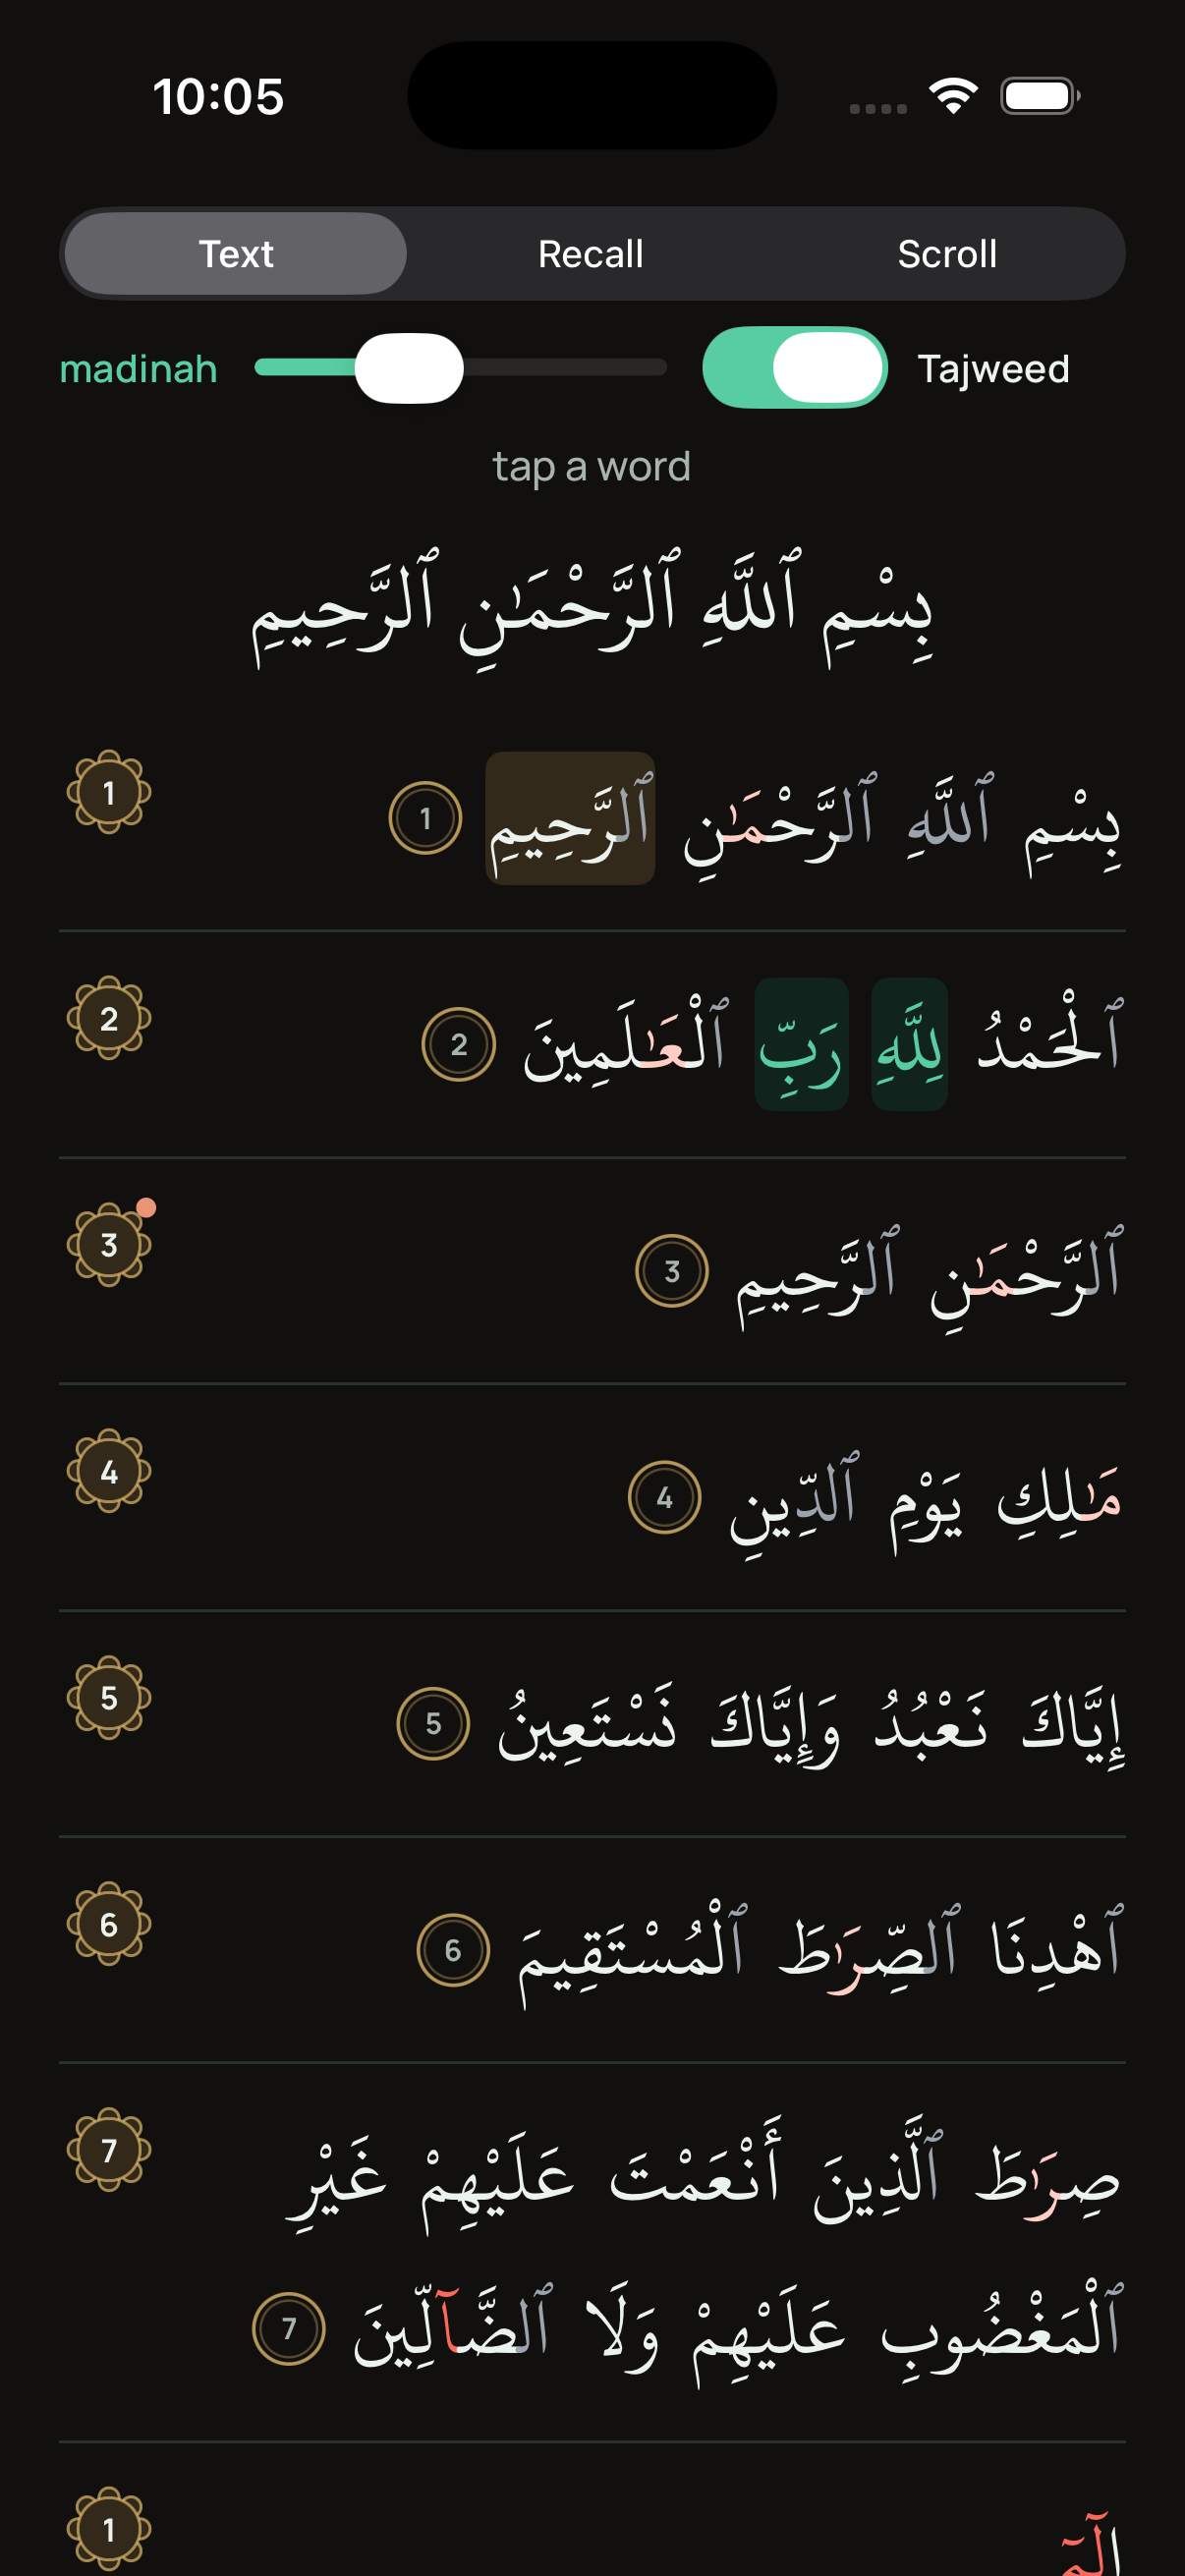 10:05
Text Recall Scroll
madinah Tajweed
tap a word
بِسْمِ ٱللَّهِ ٱلرَّحْمَـٰنِ ٱلرَّحِيمِ
1 بِسْمِ ٱللَّهِ ٱلرَّحْمَـٰنِ ٱلرَّحِيمِ 1
2 ٱلْحَمْدُ لِلَّهِ رَبِّ ٱلْعَـٰلَمِينَ 2
3 ٱلرَّحْمَـٰنِ ٱلرَّحِيمِ 3
4 مَـٰلِكِ يَوْمِ ٱلدِّينِ 4
5 إِيَّاكَ نَعْبُدُ وَإِيَّاكَ نَسْتَعِينُ 5
6 ٱهْدِنَا ٱلصِّرَٰطَ ٱلْمُسْتَقِيمَ 6
7 صِرَٰطَ ٱلَّذِينَ أَنْعَمْتَ عَلَيْهِمْ غَيْرِ
ٱلْمَغْضُوبِ عَلَيْهِمْ وَلَا ٱلضَّآلِّينَ 7
1 الٓمٓ